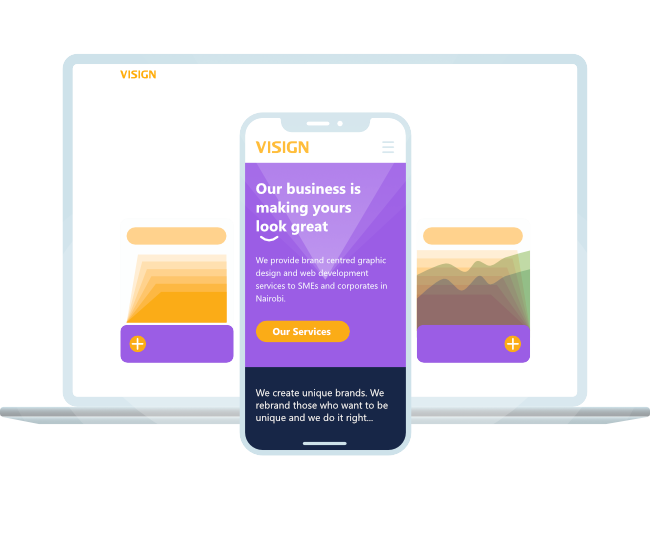 VISIGN
VISIGN
Our business is
making yours
look great
We provide brand centred graphic
design and web development
services to SMEs and corporates in
Nairobi.
Our Services
We create unique brands. We
rebrand those who want to be
unique and we do it right...